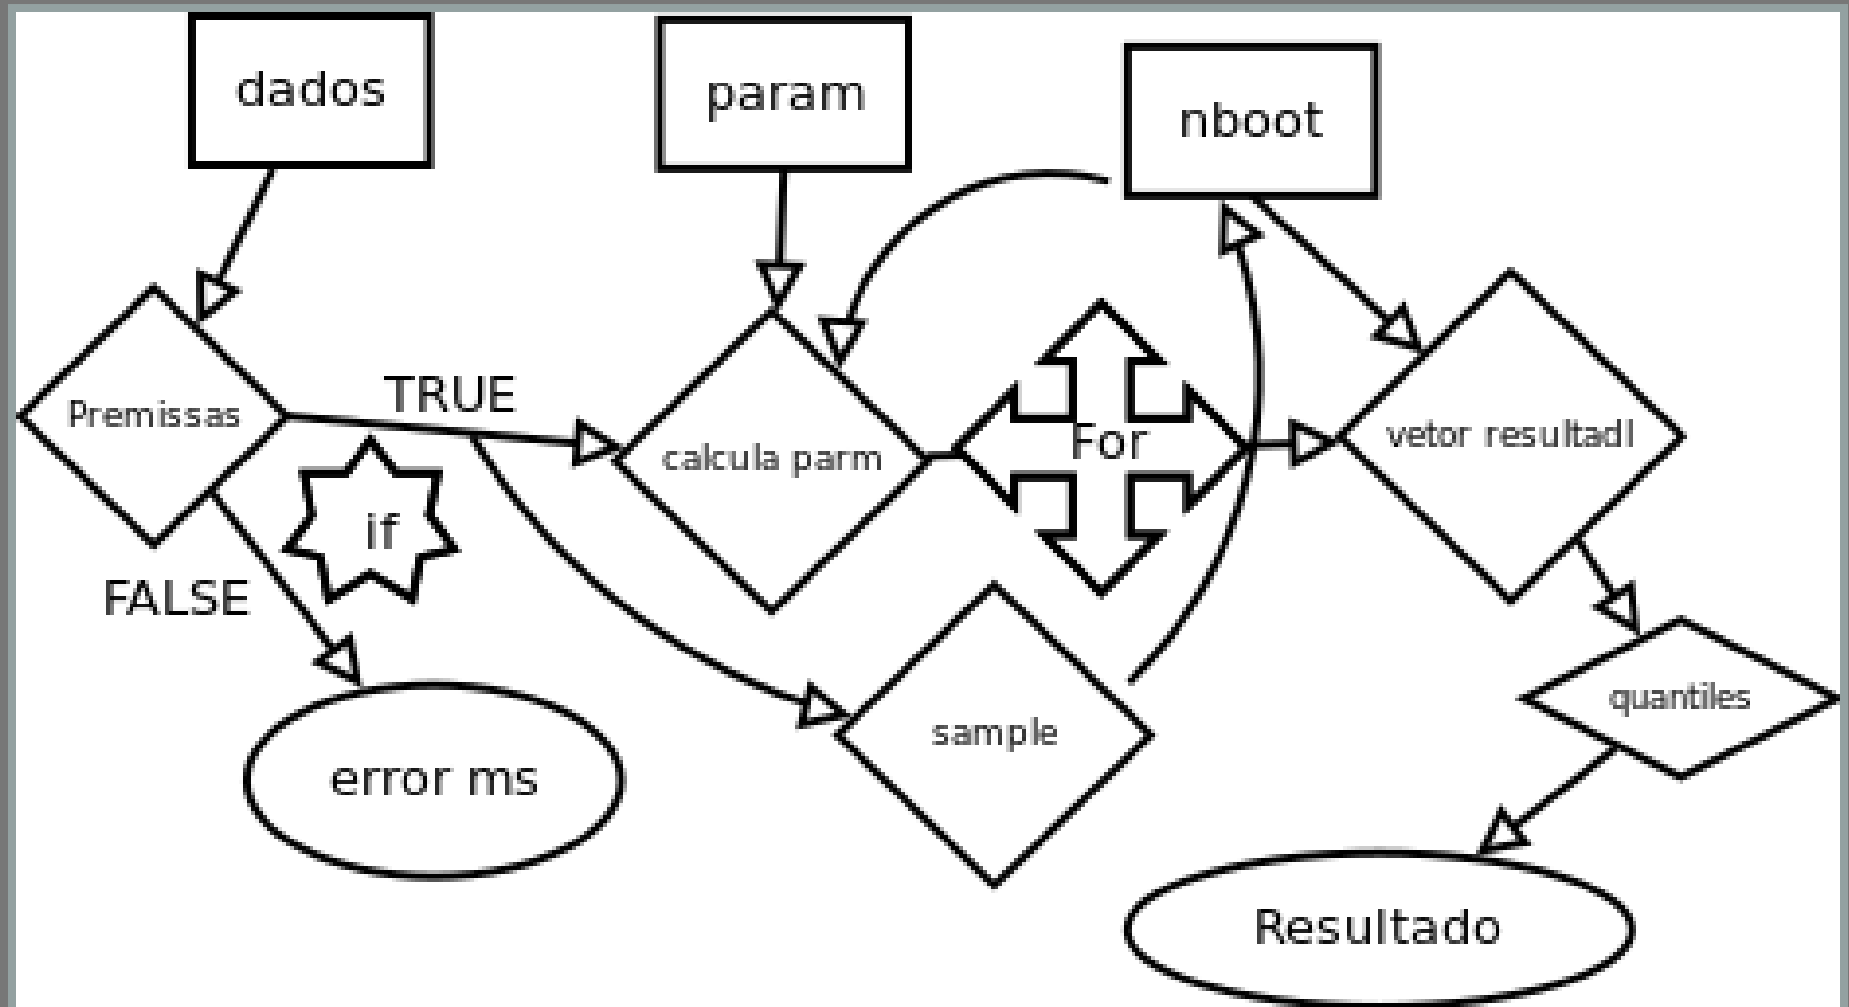 dados
param
nboot
TRUE
Premissas
calcula parm
For
vetor resultadl
if
FALSE
quantiles
sample
error ms
Resultado